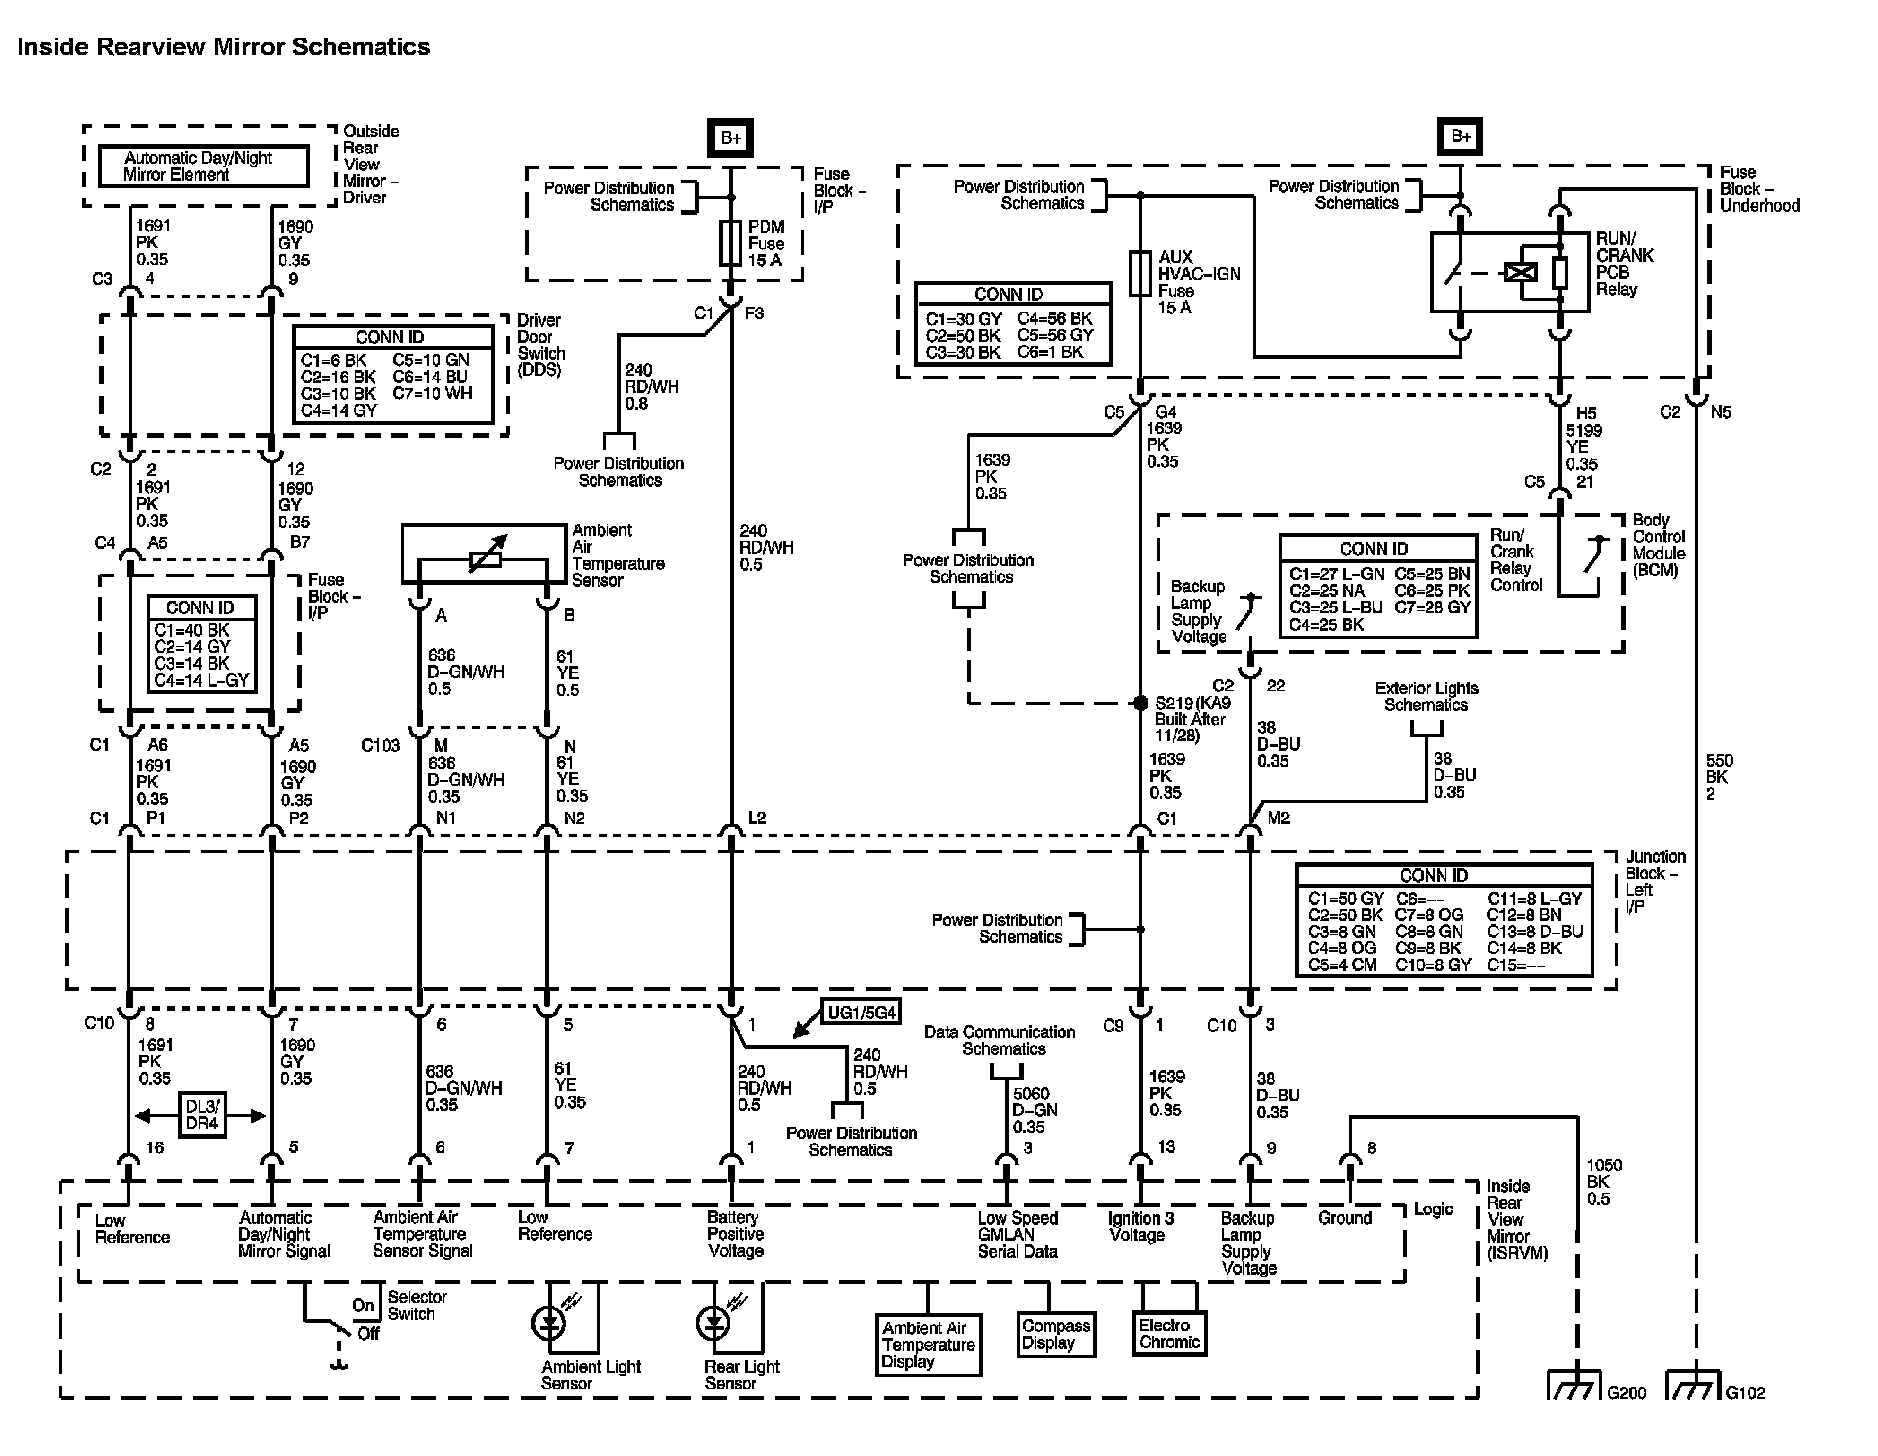 Inside Rearview Mirror Schematics
Automatic Day/Night
Mirror Element
Outside
Rear
View
Mirror –
Driver
1691
PK
0.35
1690
GY
0.35
C3
4
9
CONN ID
C1=6 BK C5=10 GN
C2=16 BK C6=14 BU
C3=10 BK C7=10 WH
C4=14 GY
Driver
Door
Switch
(DDS)
C2
2
1691
PK
0.35
12
1690
GY
0.35
C4
A5
B7
CONN ID
C1=40 BK
C2=14 GY
C3=14 BK
C4=14 L–GY
Fuse
Block –
I/P
C1
A6
1691
PK
0.35
A5
1690
GY
0.35
C1
P1
P2
B+
Power Distribution
Schematics
PDM
Fuse
15 A
Fuse
Block –
I/P
C1
F3
240
RD/WH
0.8
Power Distribution
Schematics
240
RD/WH
0.5
Ambient
Air
Temperature
Sensor
A
B
636
D–GN/WH
0.5
61
YE
0.5
C103
M
636
D–GN/WH
0.35
N
61
YE
0.35
N1
N2
L2
Power Distribution
Schematics
AUX
HVAC–IGN
Fuse
15 A
CONN ID
C1=30 GY C4=56 BK
C2=50 BK C5=56 GY
C3=30 BK C6=1 BK
B+
Power Distribution
Schematics
RUN/
CRANK
PCB
Relay
Fuse
Block –
Underhood
C5
G4
1639
PK
0.35
H5
5199
YE
0.35
C2
N5
1639
PK
0.35
Power Distribution
Schematics
C5
21
Backup
Lamp
Supply
Voltage
CONN ID
C1=27 L–GN C5=25 BN
C2=25 NA C6=25 PK
C3=25 L–BU C7=28 GY
C4=25 BK
Run/
Crank
Relay
Control
Body
Control
Module
(BCM)
S219 (KA9
Built After
11/28)
C2
22
38
D–BU
0.35
Exterior Lights
Schematics
38
D–BU
0.35
550
BK
2
1639
PK
0.35
C1
M2
Junction
Block –
Left
I/P
CONN ID
C1=50 GY C6=–– C11=8 L–GY
C2=50 BK C7=8 OG C12=8 BN
C3=8 GN C8=8 GN C13=8 D–BU
C4=8 OG C9=8 BK C14=8 BK
C5=4 CM C10=8 GY C15=––
Power Distribution
Schematics
C10
8
1691
PK
0.35
7
1690
GY
0.35
DL3/
DR4
6
636
D–GN/WH
0.35
5
61
YE
0.35
1
UG1/5G4
240
RD/WH
0.5
240
RD/WH
0.5
Power Distribution
Schematics
Data Communication
Schematics
5060
D–GN
0.35
C9
1
1639
PK
0.35
C10
3
38
D–BU
0.35
16
5
6
7
1
3
13
9
8
1050
BK
0.5
Low
Reference
Automatic
Day/Night
Mirror Signal
Ambient Air
Temperature
Sensor Signal
Low
Reference
Battery
Positive
Voltage
Low Speed
GMLAN
Serial Data
Ignition 3
Voltage
Backup
Lamp
Supply
Voltage
Ground
Logic
Inside
Rear
View
Mirror
(ISRVM)
On
Off
Selector
Switch
Ambient Light
Sensor
Rear Light
Sensor
Ambient Air
Temperature
Display
Compass
Display
Electro
Chromic
G200
G102